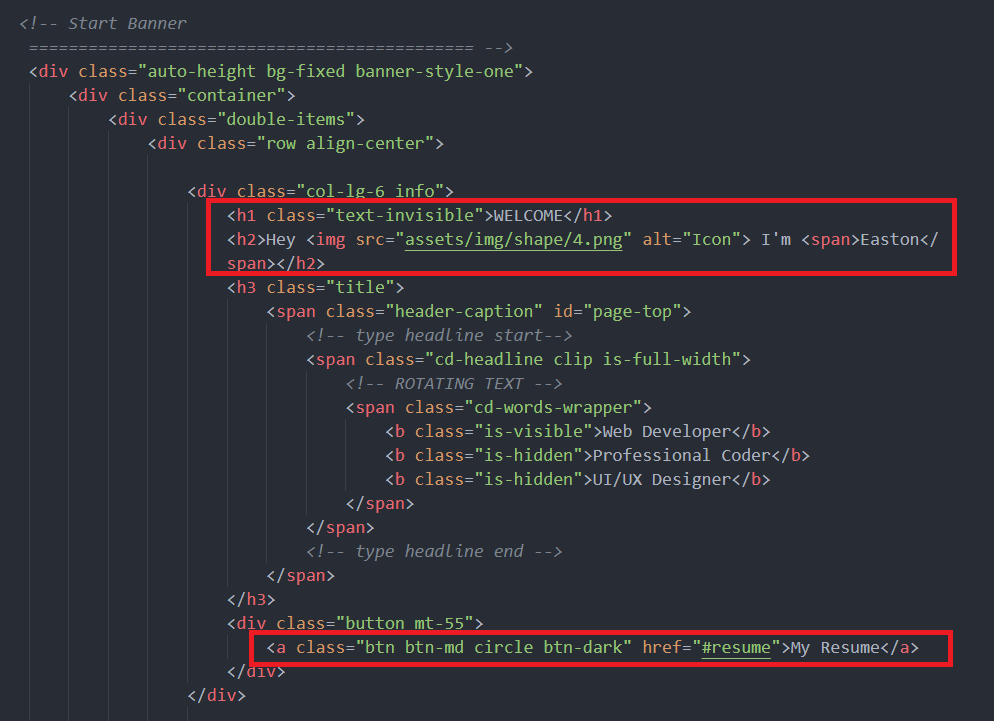 <!-- Start Banner
============================================= -->
<div class="auto-height bg-fixed banner-style-one">
<div class="container">
<div class="double-items">
<div class="row align-center">
<div class="col-lg-6 info">
<h1 class="text-invisible">WELCOME</h1>
<h2>Hey <img src="assets/img/shape/4.png" alt="Icon"> I'm <span>Easton</
span></h2>
<h3 class="title">
<span class="header-caption" id="page-top">
<!-- type headline start-->
<span class="cd-headline clip is-full-width">
<!-- ROTATING TEXT -->
<span class="cd-words-wrapper">
<b class="is-visible">Web Developer</b>
<b class="is-hidden">Professional Coder</b>
<b class="is-hidden">UI/UX Designer</b>
</span>
</span>
<!-- type headline end -->
</span>
</h3>
<div class="button mt-55">
<a class="btn btn-md circle btn-dark" href="#resume">My Resume</a>
</div>
</div>